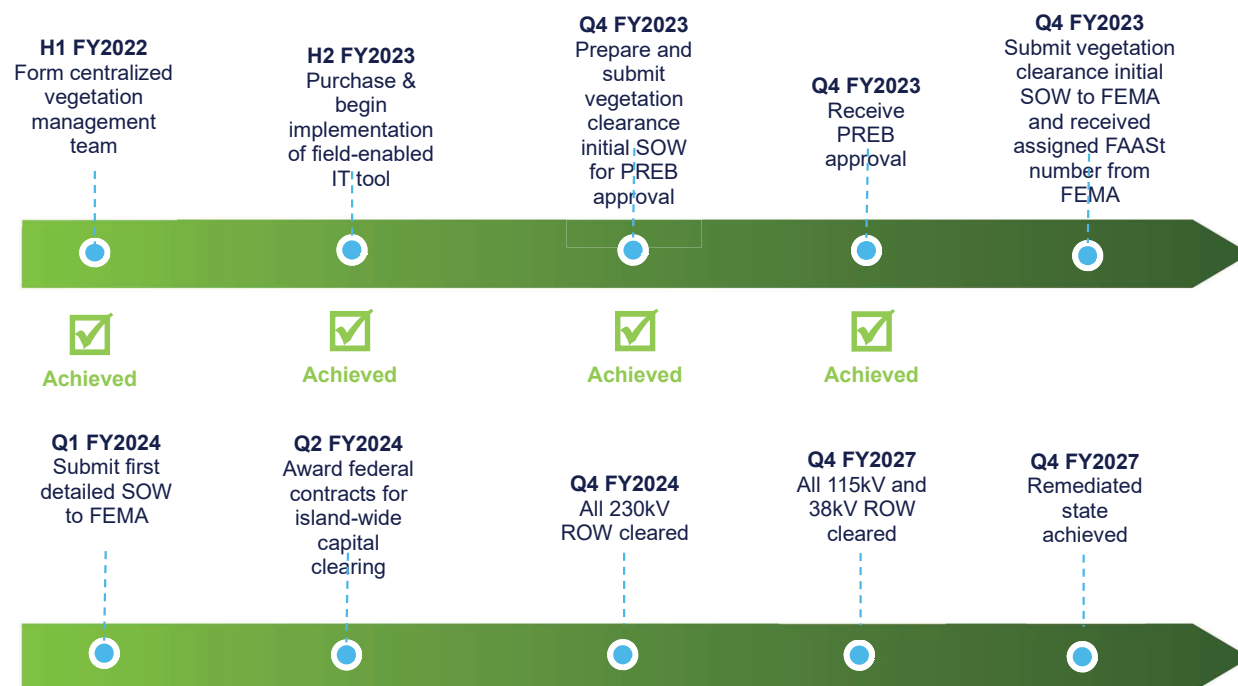 H1 FY2022
Form centralized
vegetation
management
team
H2 FY2023
Purchase &
begin
implementation
of field-enabled
IT tool
Q4 FY2023
Prepare and
submit
vegetation
clearance
initial SOW
for PREB
approval
Q4 FY2023
Receive
PREB
approval
Q4 FY2023
Submit vegetation
clearance initial
SOW to FEMA
and received
assigned FAASt
number from
FEMA
Achieved
Achieved
Achieved
Achieved
Q1 FY2024
Submit first
detailed SOW
to FEMA
Q2 FY2024
Award federal
contracts for
island-wide
capital
clearing
Q4 FY2024
All 230kV
ROW cleared
Q4 FY2027
All 115kV and
38kV ROW
cleared
Q4 FY2027
Remediated
state
achieved